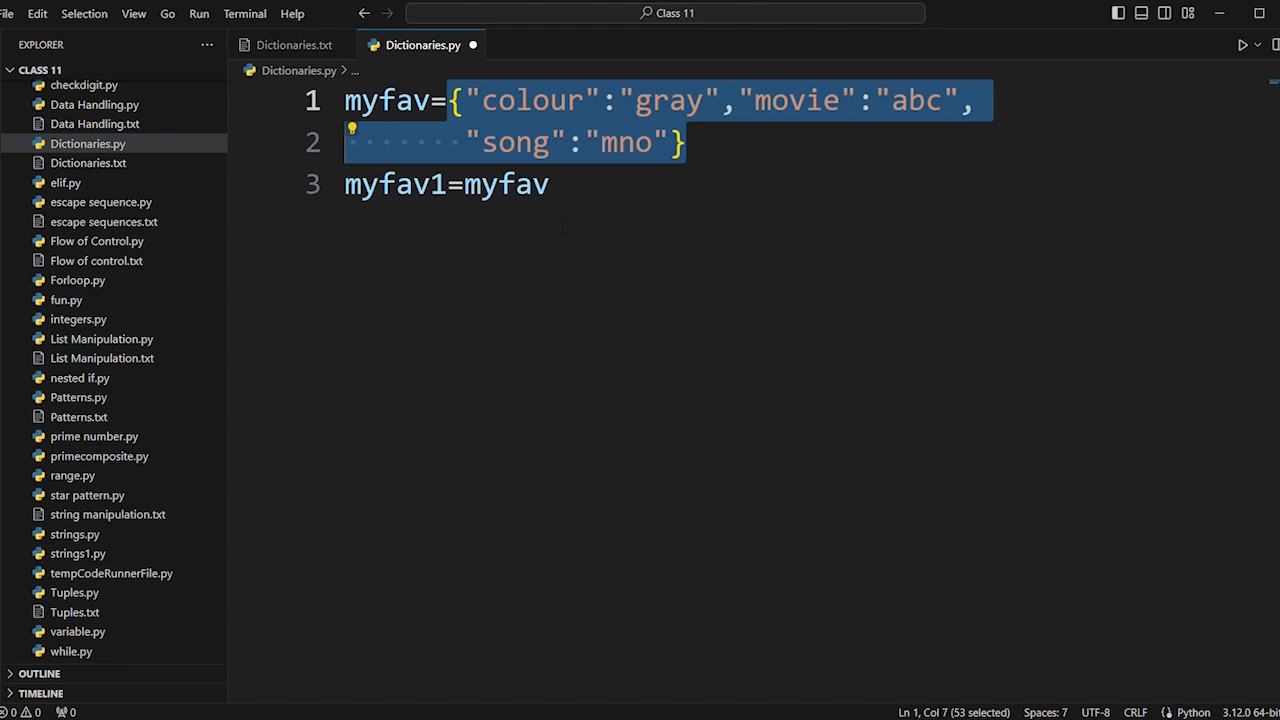 File Edit Selection View Go Run Terminal Help Class 11
EXPLORER
CLASS 11
checkdigit.py
Data Handling.py
Data Handling.txt
Dictionaries.py
Dictionaries.txt
elif.py
escape sequence.py
escape sequences.txt
Flow of Control.py
Flow of control.txt
Forloop.py
fun.py
integers.py
List Manipulation.py
List Manipulation.txt
nested if.py
Patterns.py
Patterns.txt
prime number.py
primecomposite.py
range.py
star pattern.py
string manipulation.txt
strings.py
strings1.py
tempCodeRunnerFile.py
Tuples.py
Tuples.txt
variable.py
while.py
OUTLINE
TIMELINE
Dictionaries.txt Dictionaries.py
Dictionaries.py > ...
1 myfav={"colour":"gray","movie":"abc",
2 "song":"mno"}
3 myfav1=myfav
0 0 0 Ln 1, Col 7 (53 selected) Spaces: 7 UTF-8 CRLF Python 3.12.0 64-bit